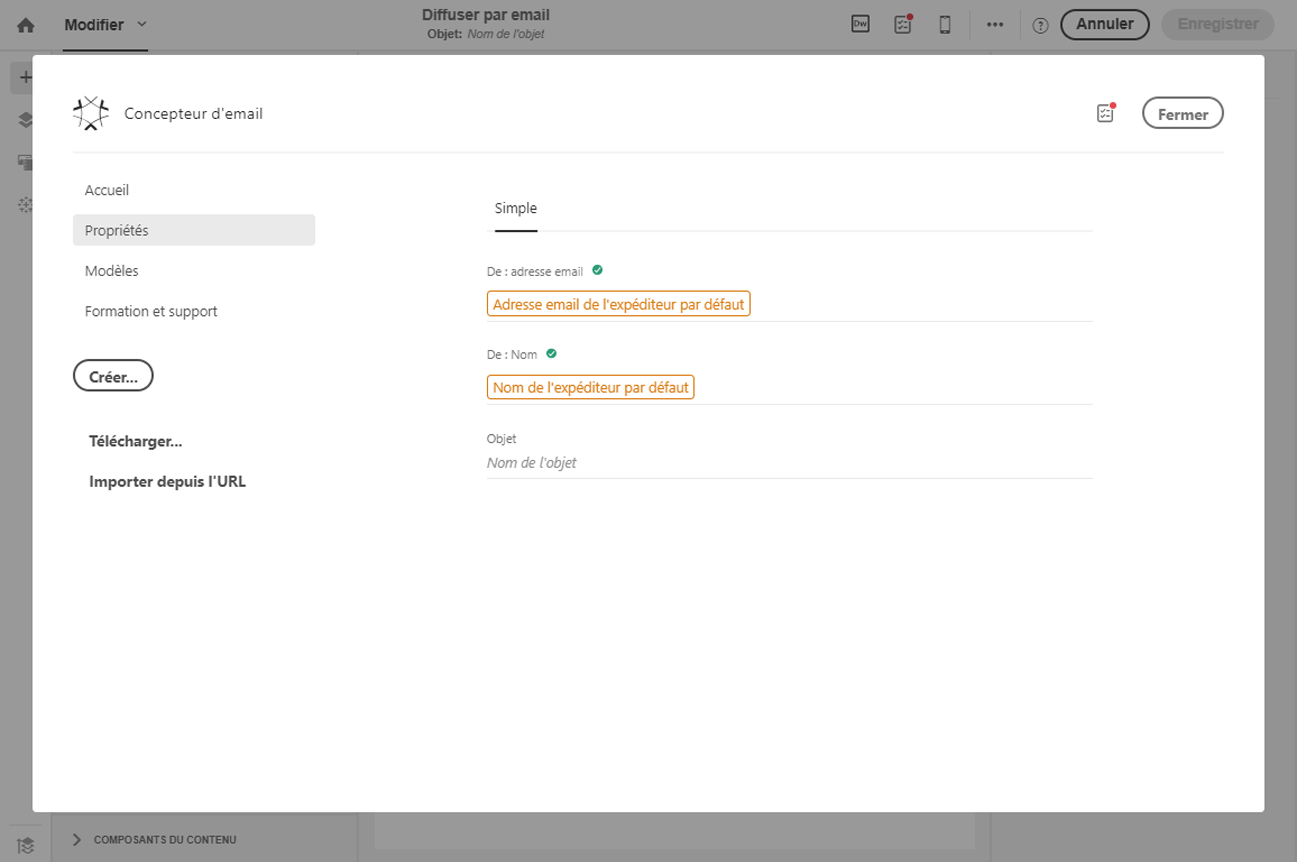 Modifier
Diffuser par email
Objet: Nom de l'objet
Dw
Annuler
Enregistrer
Concepteur d'email
Fermer
Accueil
Propriétés
Modèles
Formation et support
Créer...
Télécharger...
Importer depuis l'URL
Simple
De : adresse email
Adresse email de l'expéditeur par défaut
De : Nom
Nom de l'expéditeur par défaut
Objet
Nom de l'objet
COMPOSANTS DU CONTENU